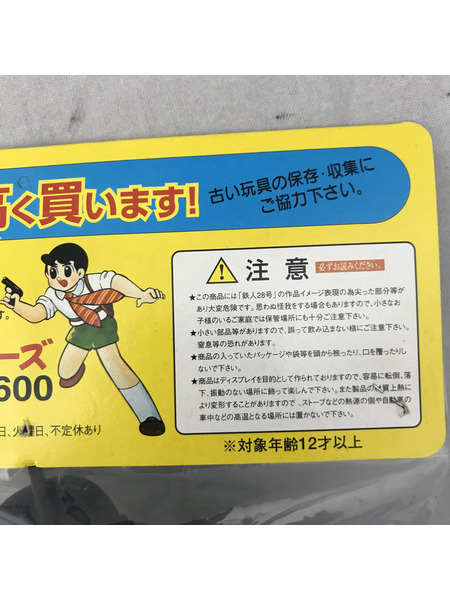 高く買います!
古い玩具の保存・収集に
ご協力下さい。
す。
ーズ
600
日、火曜日、不定休あり
注意 必ずお読みください。
★この商品には「鉄人28号」の作品イメージ表現の為尖った部分等が
あり大変危険です。思わぬ怪我をする場合もありますので、小さなお
子様のいるご家庭では保管場所にも十分ご注意下さい。
★小さい部品等がありますので、誤って飲み込まない様にご注意下さい。
窒息等の恐れがあります。
★商品の入っていたパッケージや袋等を頭から被ったり、口を覆ったりし
ないで下さい。
★商品はディスプレイを目的として作られておりますので、容易に転倒、落
下、振動のない場所に飾って楽しんで下さい。また製品の材質上熱に
より変形することがありますので、ストーブなどの熱源の側や自動車の
車中などの高温となる場所には置かないで下さい。
※対象年齢12才以上